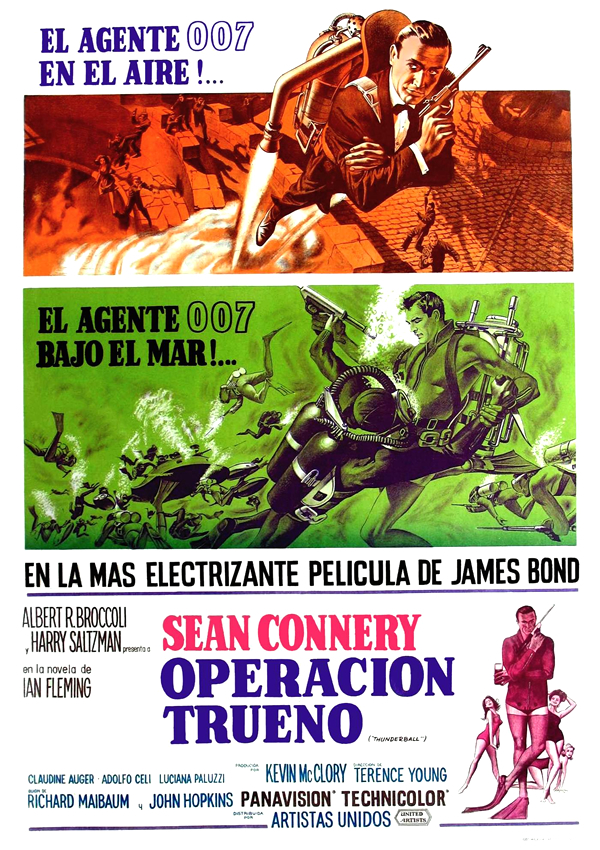 EL AGENTE 007
EN EL AIRE !...
EL AGENTE 007
BAJO EL MAR!...
EN LA MAS ELECTRIZANTE PELICULA DE JAMES BOND
ALBERT R. BROCCOLI
y HARRY SALTZMAN presenta a
en la novela de
IAN FLEMING
SEAN CONNERY
OPERACION
TRUENO
("THUNDERBALL")
CLAUDINE AUGER · ADOLFO CELI · LUCIANA PALUZZI
PRODUCIDA POR KEVIN McCLORY
DIRECCION DE TERENCE YOUNG
GUION DE RICHARD MAIBAUM y JOHN HOPKINS
PANAVISION® TECHNICOLOR®
DISTRIBUIDA POR ARTISTAS UNIDOS
UNITED ARTISTS